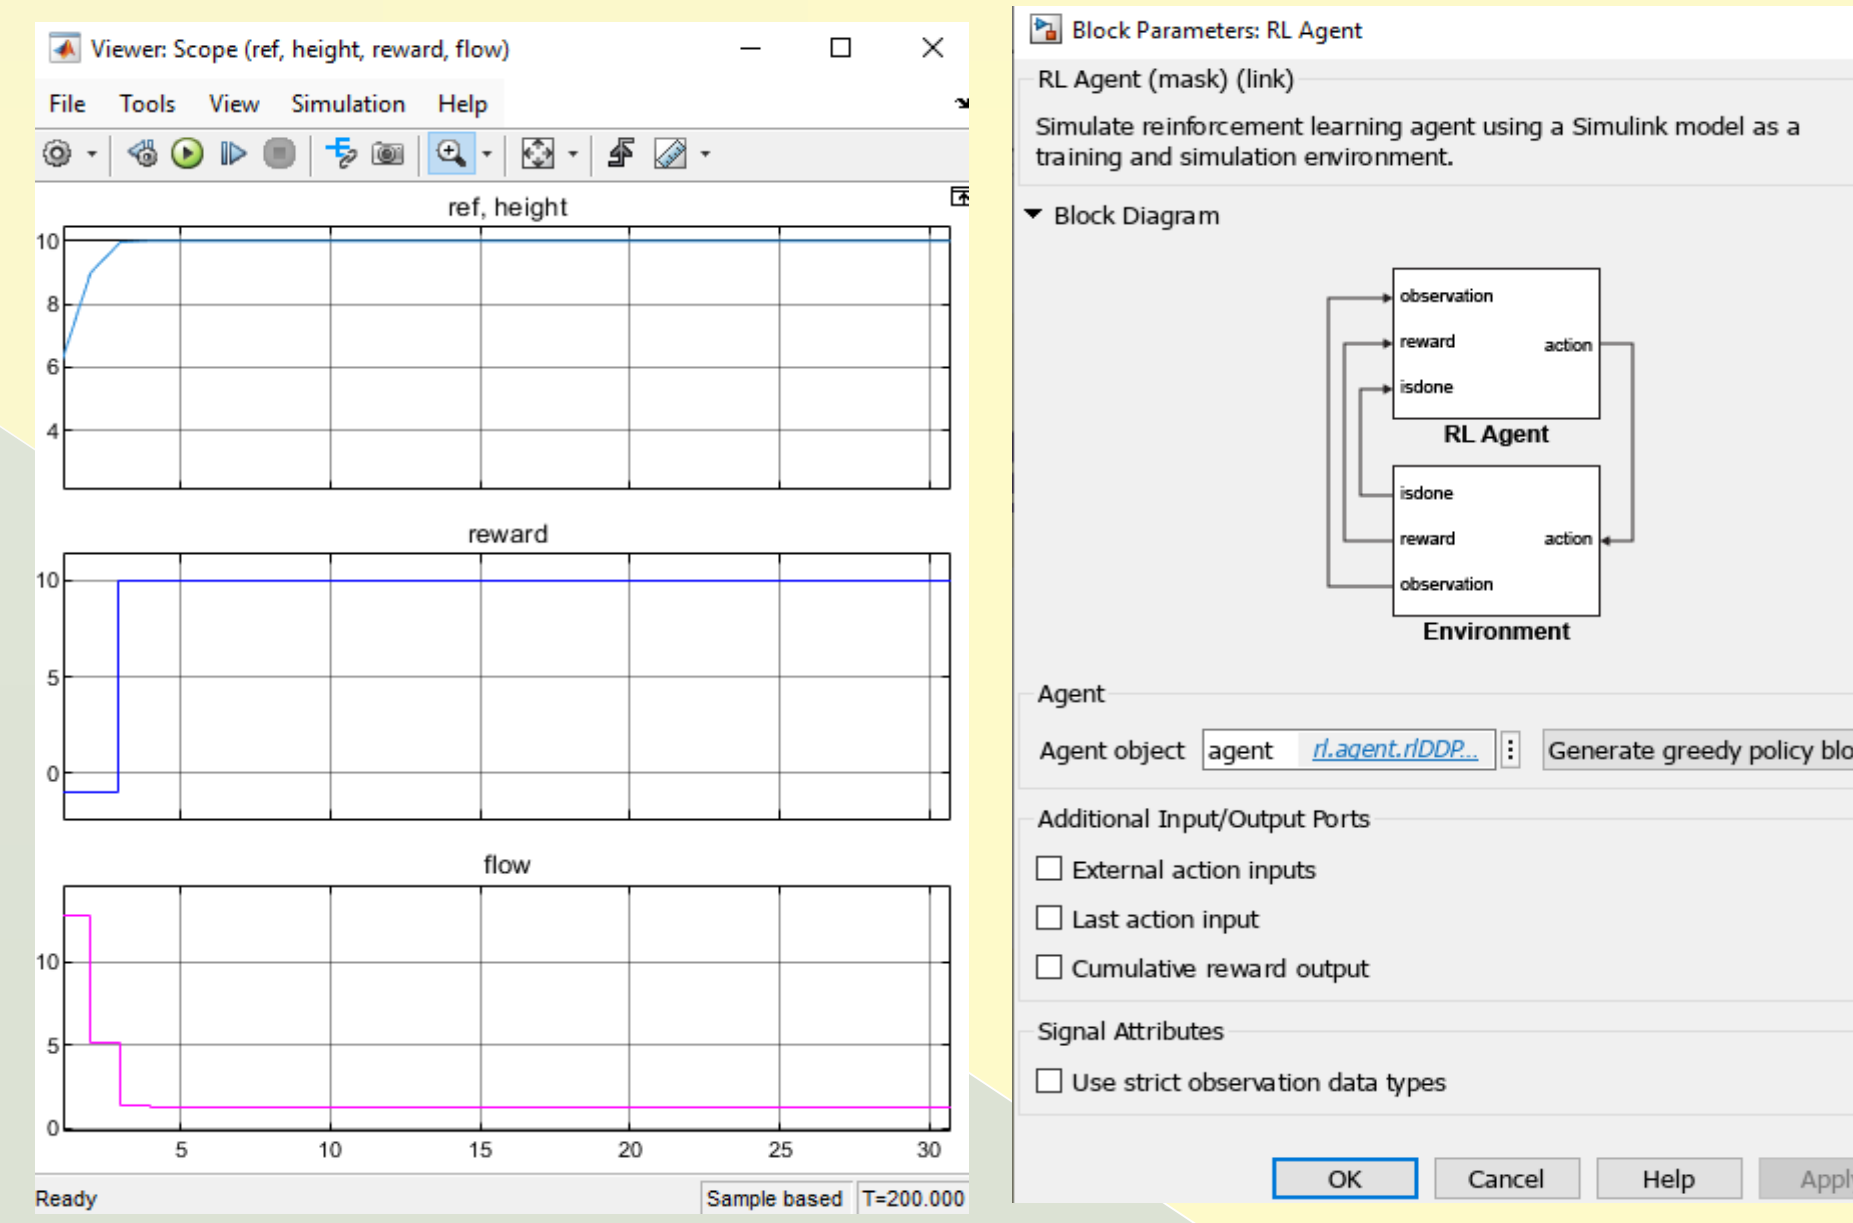 Viewer: Scope (ref, height, reward, flow)
File Tools View Simulation Help
ref, height
10
8
6
4
reward
10
5
0
flow
10
5
0
5 10 15 20 25 30
Ready Sample based T=200.000
Block Parameters: RL Agent
RL Agent (mask) (link)
Simulate reinforcement learning agent using a Simulink model as a
training and simulation environment.
Block Diagram
observation
reward action
isdone
RL Agent
isdone
reward action
observation
Environment
Agent
Agent object agent rl.agent.rlDDP... Generate greedy policy blo
Additional Input/Output Ports
External action inputs
Last action input
Cumulative reward output
Signal Attributes
Use strict observation data types
OK Cancel Help Appl